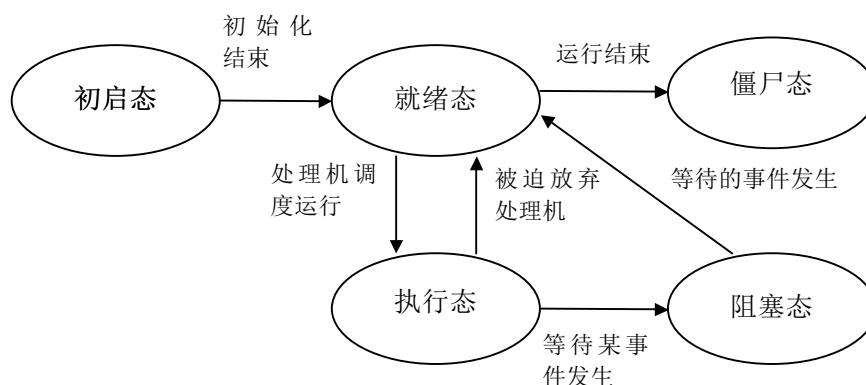 初始化
结束
运行结束
初启态
就绪态
僵尸态
处理机调
度运行
被迫放弃
处理机
等待的事件发生
执行态
阻塞态
等待某事
件发生